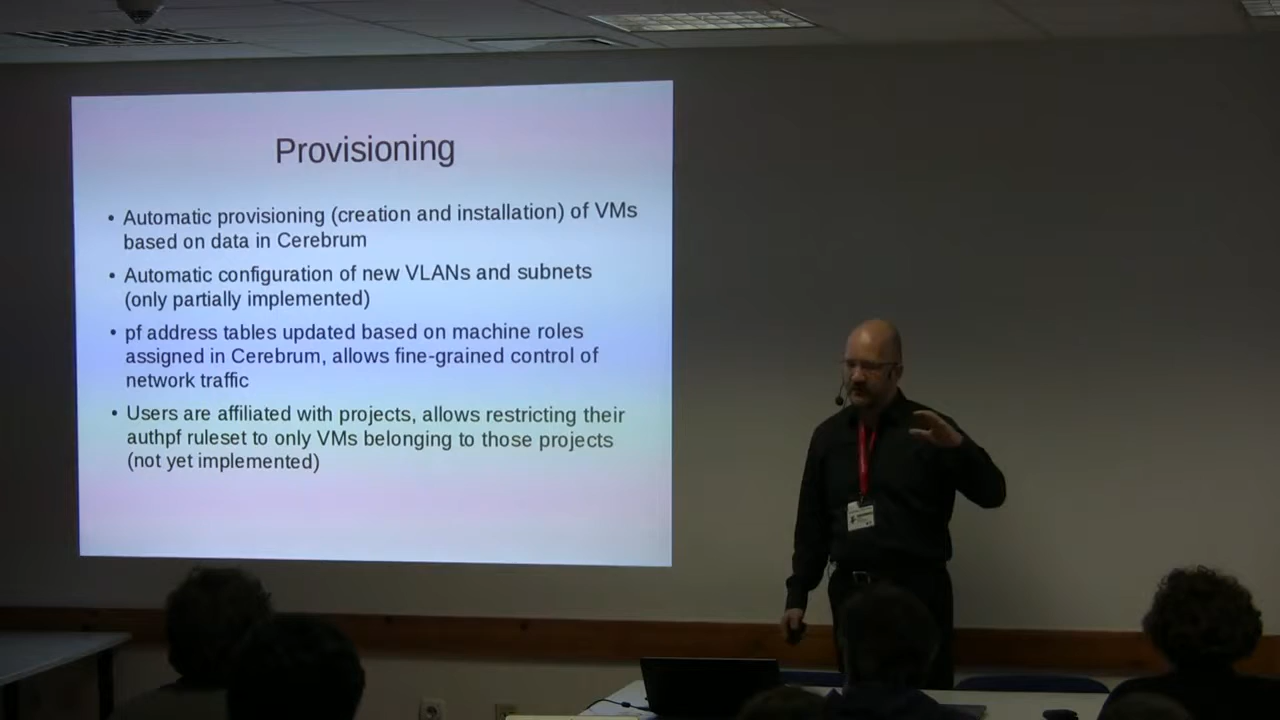 Provisioning
• Automatic provisioning (creation and installation) of VMs
based on data in Cerebrum
• Automatic configuration of new VLANs and subnets
(only partially implemented)
• pf address tables updated based on machine roles
assigned in Cerebrum, allows fine-grained control of
network traffic
• Users are affiliated with projects, allows restricting their
authpf ruleset to only VMs belonging to those projects
(not yet implemented)